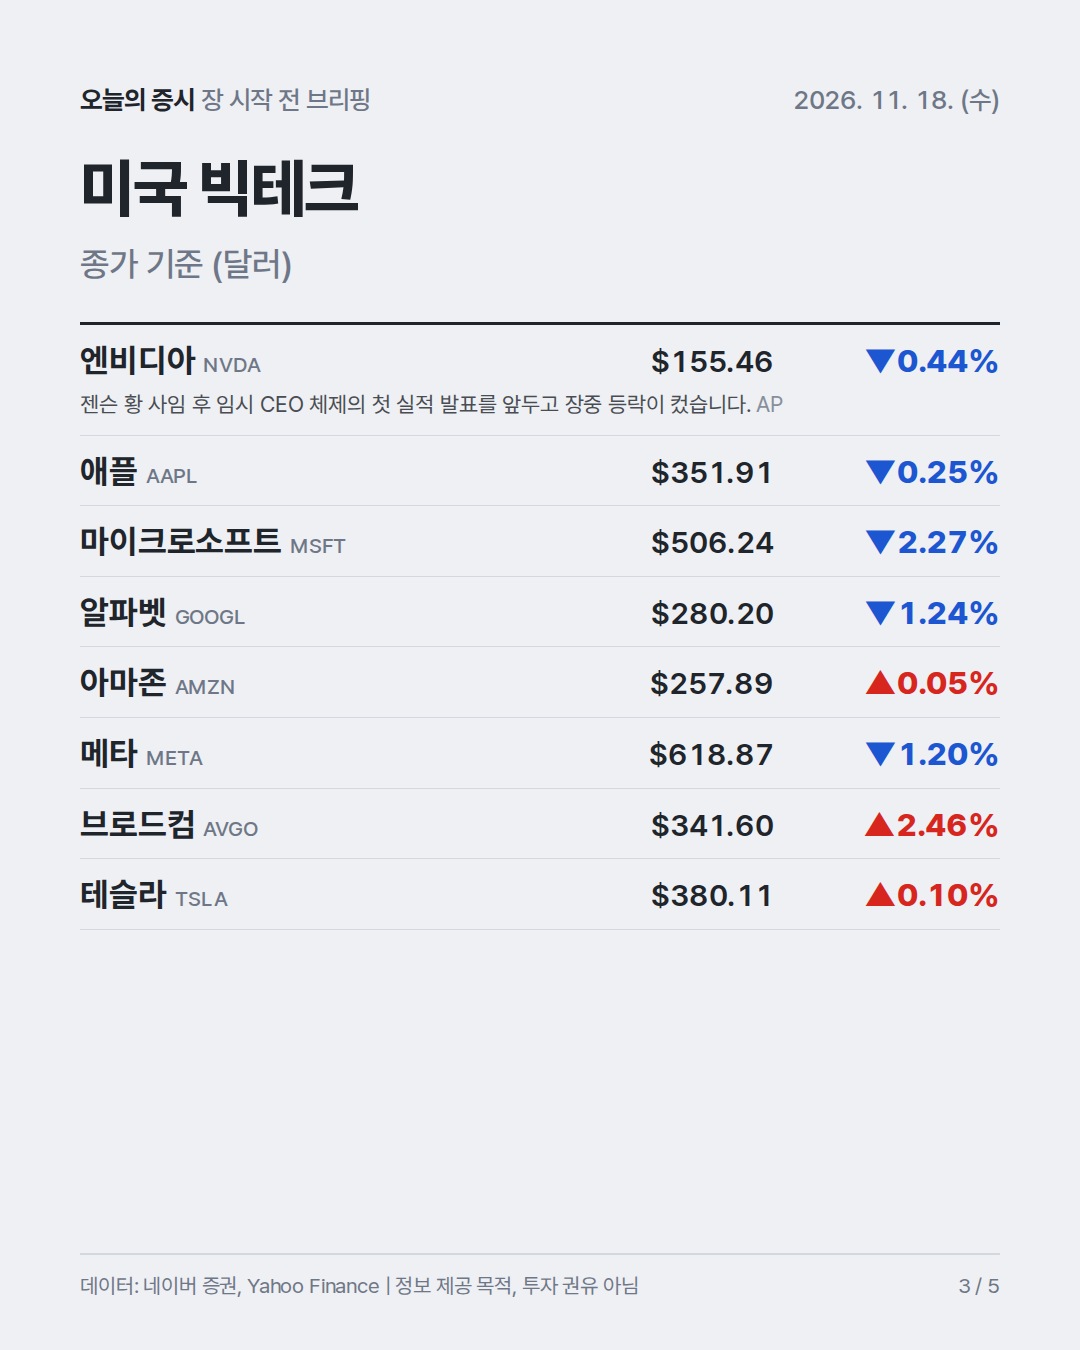 오늘의 증시 장 시작 전 브리핑 2026. 11. 18. (수)
미국 빅테크
종가 기준 (달러)
엔비디아 NVDA $155.46 ▼0.44%
젠슨 황 사임 후 임시 CEO 체제의 첫 실적 발표를 앞두고 장중 등락이 컸습니다. AP
애플 AAPL $351.91 ▼0.25%
마이크로소프트 MSFT $506.24 ▼2.27%
알파벳 GOOGL $280.20 ▼1.24%
아마존 AMZN $257.89 ▲0.05%
메타 META $618.87 ▼1.20%
브로드컴 AVGO $341.60 ▲2.46%
테슬라 TSLA $380.11 ▲0.10%
데이터: 네이버 증권, Yahoo Finance | 정보 제공 목적, 투자 권유 아님 3 / 5